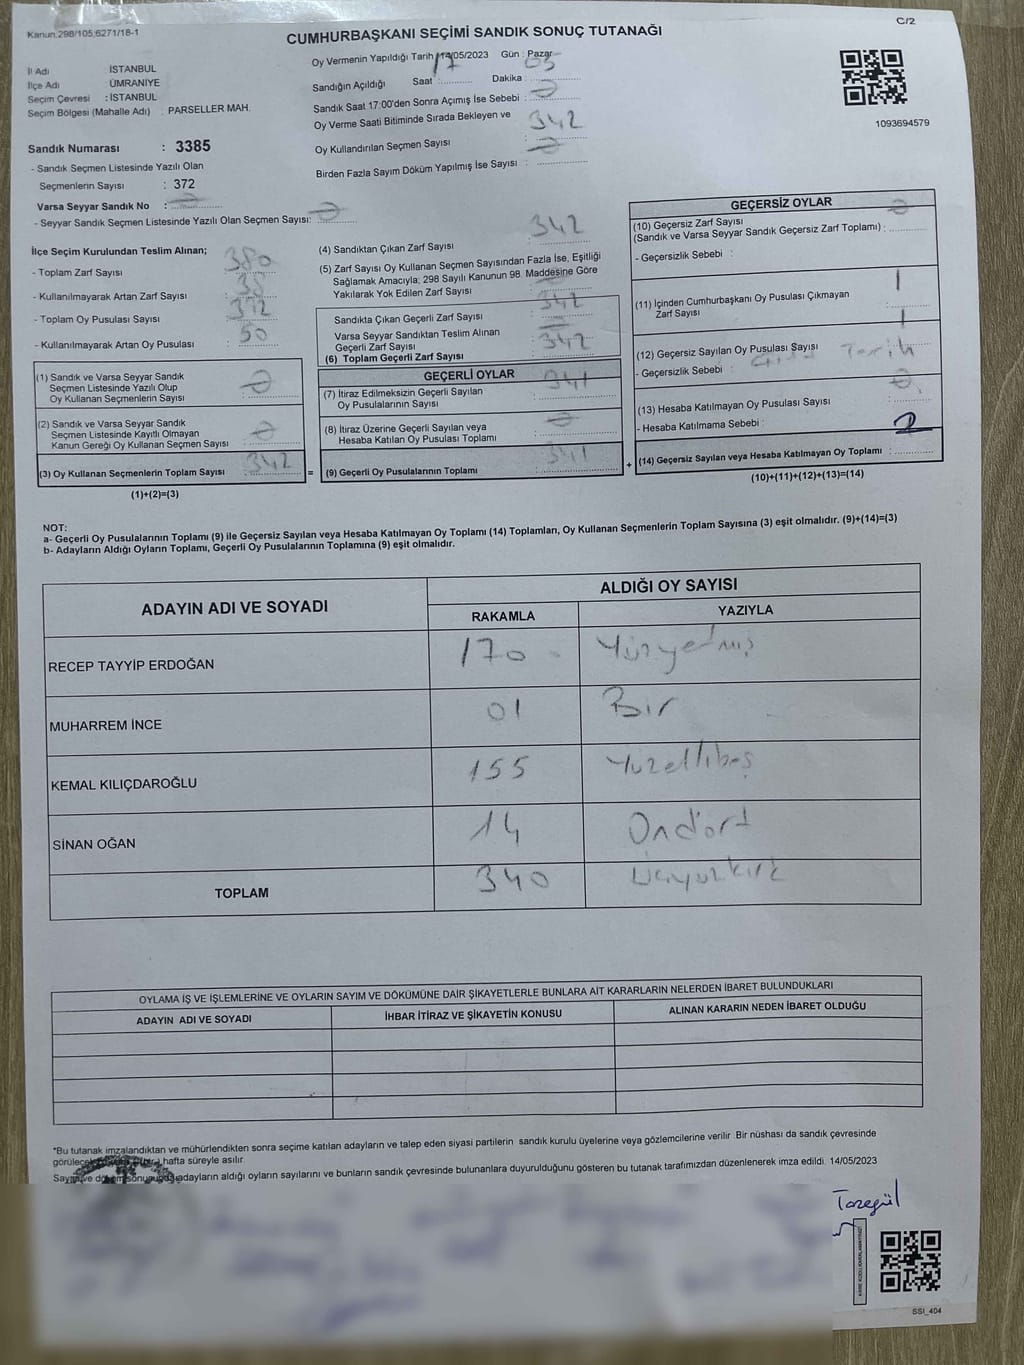 Kanun.298/105;6271/18-1
C/2
CUMHURBAŞKANI SEÇİMİ SANDIK SONUÇ TUTANAĞI
İl Adı : İSTANBUL
İlçe Adı : ÜMRANİYE
Seçim Çevresi : İSTANBUL
Seçim Bölgesi (Mahalle Adı) : PARSELLER MAH.
Sandık Numarası : 3385
- Sandık Seçmen Listesinde Yazılı Olan
Seçmenlerin Sayısı : 372
Varsa Seyyar Sandık No :
- Seyyar Sandık Seçmen Listesinde Yazılı Olan Seçmen Sayısı:
Oy Vermenin Yapıldığı Tarih 14/05/2023 Gün : Pazar
Sandığın Açıldığı Saat : 17 Dakika : 03
Sandık Saat 17:00'den Sonra Açımış İse Sebebi :
Oy Verme Saati Bitiminde Sırada Bekleyen ve
Oy Kullandırılan Seçmen Sayısı : 342
Birden Fazla Sayım Döküm Yapılmış İse Sayısı :
1093694579
İlçe Seçim Kurulundan Teslim Alınan;
- Toplam Zarf Sayısı : 380
- Kullanılmayarak Artan Zarf Sayısı : 38
- Toplam Oy Pusulası Sayısı
- Kullanılmayarak Artan Oy Pusulası : 50
(1) Sandık ve Varsa Seyyar Sandık
Seçmen Listesinde Yazılı Olup
Oy Kullanan Seçmenlerin Sayısı
(2) Sandık ve Varsa Seyyar Sandık
Seçmen Listesinde Kayıtlı Olmayan
Kanun Gereği Oy Kullanan Seçmen Sayısı
(3) Oy Kullanan Seçmenlerin Toplam Sayısı : 342 =
(1)+(2)=(3)
(4) Sandıktan Çıkan Zarf Sayısı 342
(5) Zarf Sayısı Oy Kullanan Seçmen Sayısından Fazla İse, Eşitliği
Sağlamak Amacıyla; 298 Sayılı Kanunun 98. Maddesine Göre
Yakılarak Yok Edilen Zarf Sayısı
Sandıkta Çıkan Geçerli Zarf Sayısı : 342
Varsa Seyyar Sandıktan Teslim Alınan
Geçerli Zarf Sayısı
(6) Toplam Geçerli Zarf Sayısı : 342
GEÇERLİ OYLAR
(7) İtiraz Edilmeksizin Geçerli Sayılan
Oy Pusulalarının Sayısı : 341
(8) İtiraz Üzerine Geçerli Sayılan veya
Hesaba Katılan Oy Pusulası Toplamı
(9) Geçerli Oy Pusulalarının Toplamı : 341 +
GEÇERSİZ OYLAR
(10) Geçersiz Zarf Sayısı
(Sandık ve Varsa Seyyar Sandık Geçersiz Zarf Toplamı) :
- Geçersizlik Sebebi :
(11) İçinden Cumhurbaşkanı Oy Pusulası Çıkmayan
Zarf Sayısı : 1
(12) Geçersiz Sayılan Oy Pusulası Sayısı : 1
- Geçersizlik Sebebi : Tercih
(13) Hesaba Katılmayan Oy Pusulası Sayısı
- Hesaba Katılmama Sebebi :
(14) Geçersiz Sayılan veya Hesaba Katılmayan Oy Toplamı : 2
(10)+(11)+(12)+(13)=(14)
NOT:
a- Geçerli Oy Pusulalarının Toplamı (9) ile Geçersiz Sayılan veya Hesaba Katılmayan Oy Toplamı (14) Toplamları, Oy Kullanan Seçmenlerin Toplam Sayısına (3) eşit olmalıdır. (9)+(14)=(3)
b- Adayların Aldığı Oyların Toplamı, Geçerli Oy Pusulalarının Toplamına (9) eşit olmalıdır.
ADAYIN ADI VE SOYADI
ALDIĞI OY SAYISI
RAKAMLA YAZIYLA
RECEP TAYYİP ERDOĞAN 170 Yüzyetmiş
MUHARREM İNCE 01 Bir
KEMAL KILIÇDAROĞLU 155 Yüzellibeş
SİNAN OĞAN 14 Ondört
TOPLAM 340 Üçyüzkırk
OYLAMA İŞ VE İŞLEMLERİNE VE OYLARIN SAYIM VE DÖKÜMÜNE DAİR ŞİKAYETLERLE BUNLARA AİT KARARLARIN NELERDEN İBARET BULUNDUKLARI
ADAYIN ADI VE SOYADI İHBAR İTİRAZ VE ŞİKAYETİN KONUSU ALINAN KARARIN NEDEN İBARET OLDUĞU
*Bu tutanak imzalandıktan ve mühürlendikten sonra seçime katılan adayların ve talep eden siyasi partilerin sandık kurulu üyelerine veya gözlemcilerine verilir. Bir nüshası da sandık çevresinde
hafta süreyle asılır.
adayların aldığı oyların sayılarını ve bunların sandık çevresinde bulunanlara duyurulduğunu gösteren bu tutanak tarafımızdan düzenlenerek imza edildi. 14/05/2023
Tazegül
SSI_404